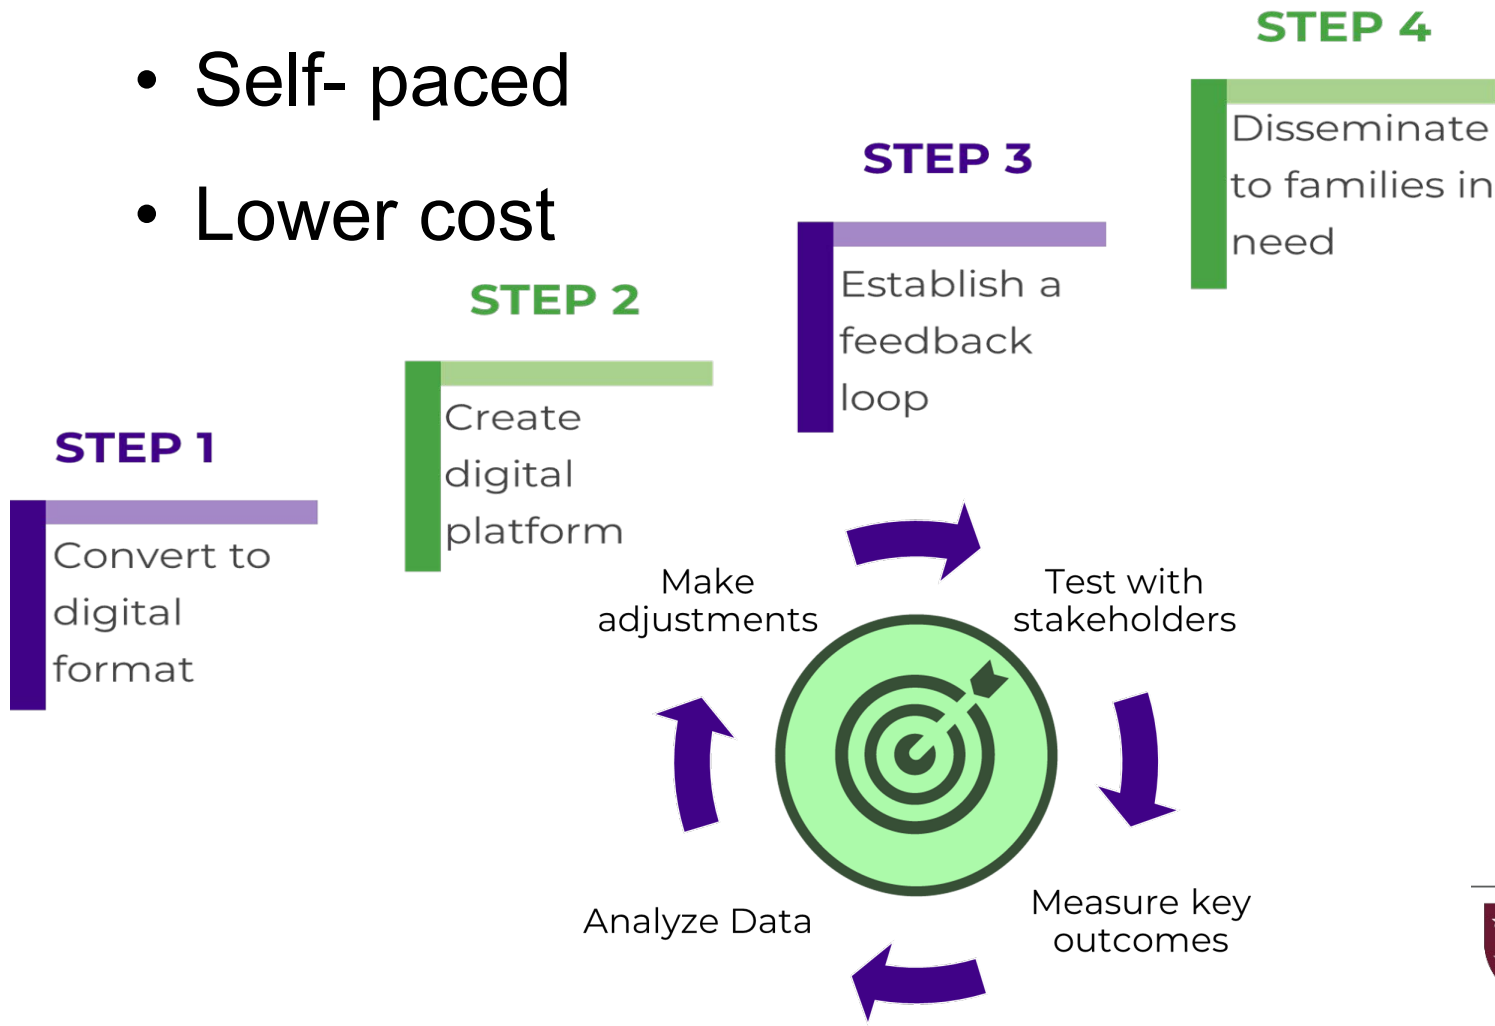 • Self- paced
• Lower cost
STEP 1
Convert to
digital
format
STEP 2
Create
digital
platform
STEP 3
Establish a
feedback
loop
STEP 4
Disseminate
to families in
need
Make
adjustments
Test with
stakeholders
Measure key
outcomes
Analyze Data